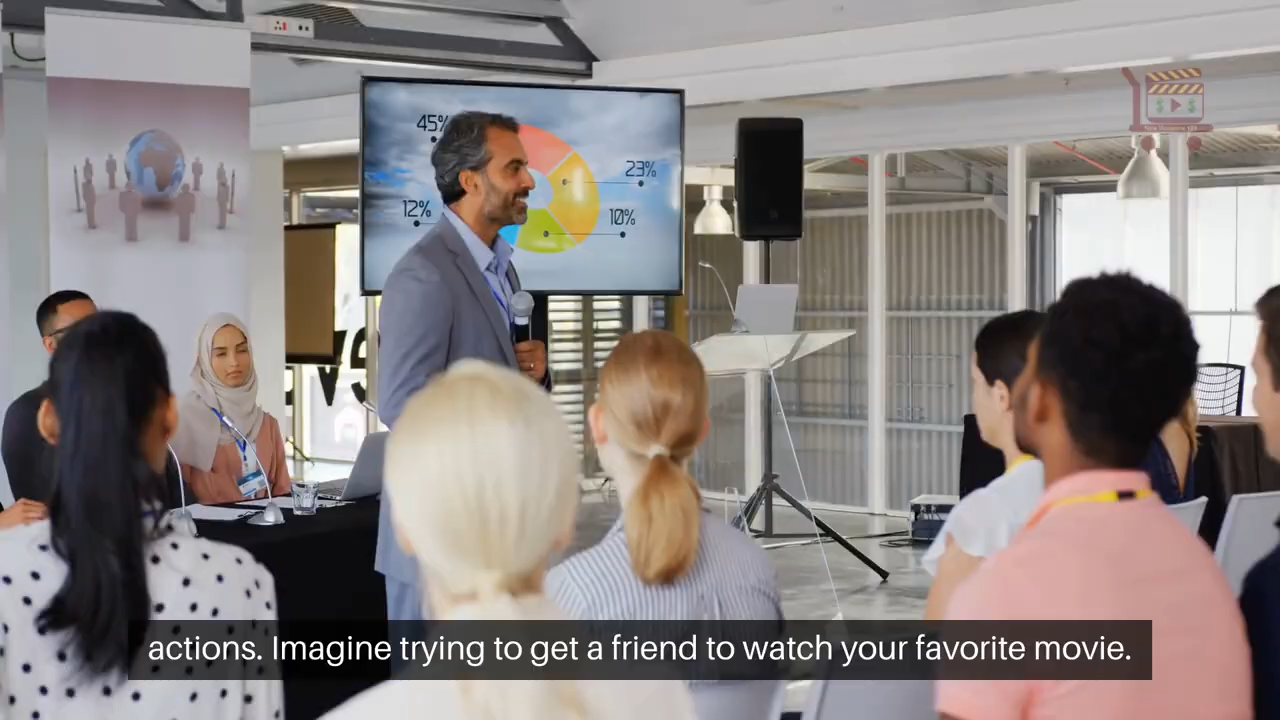 45%
23%
12%
10%
actions. Imagine trying to get a friend to watch your favorite movie.